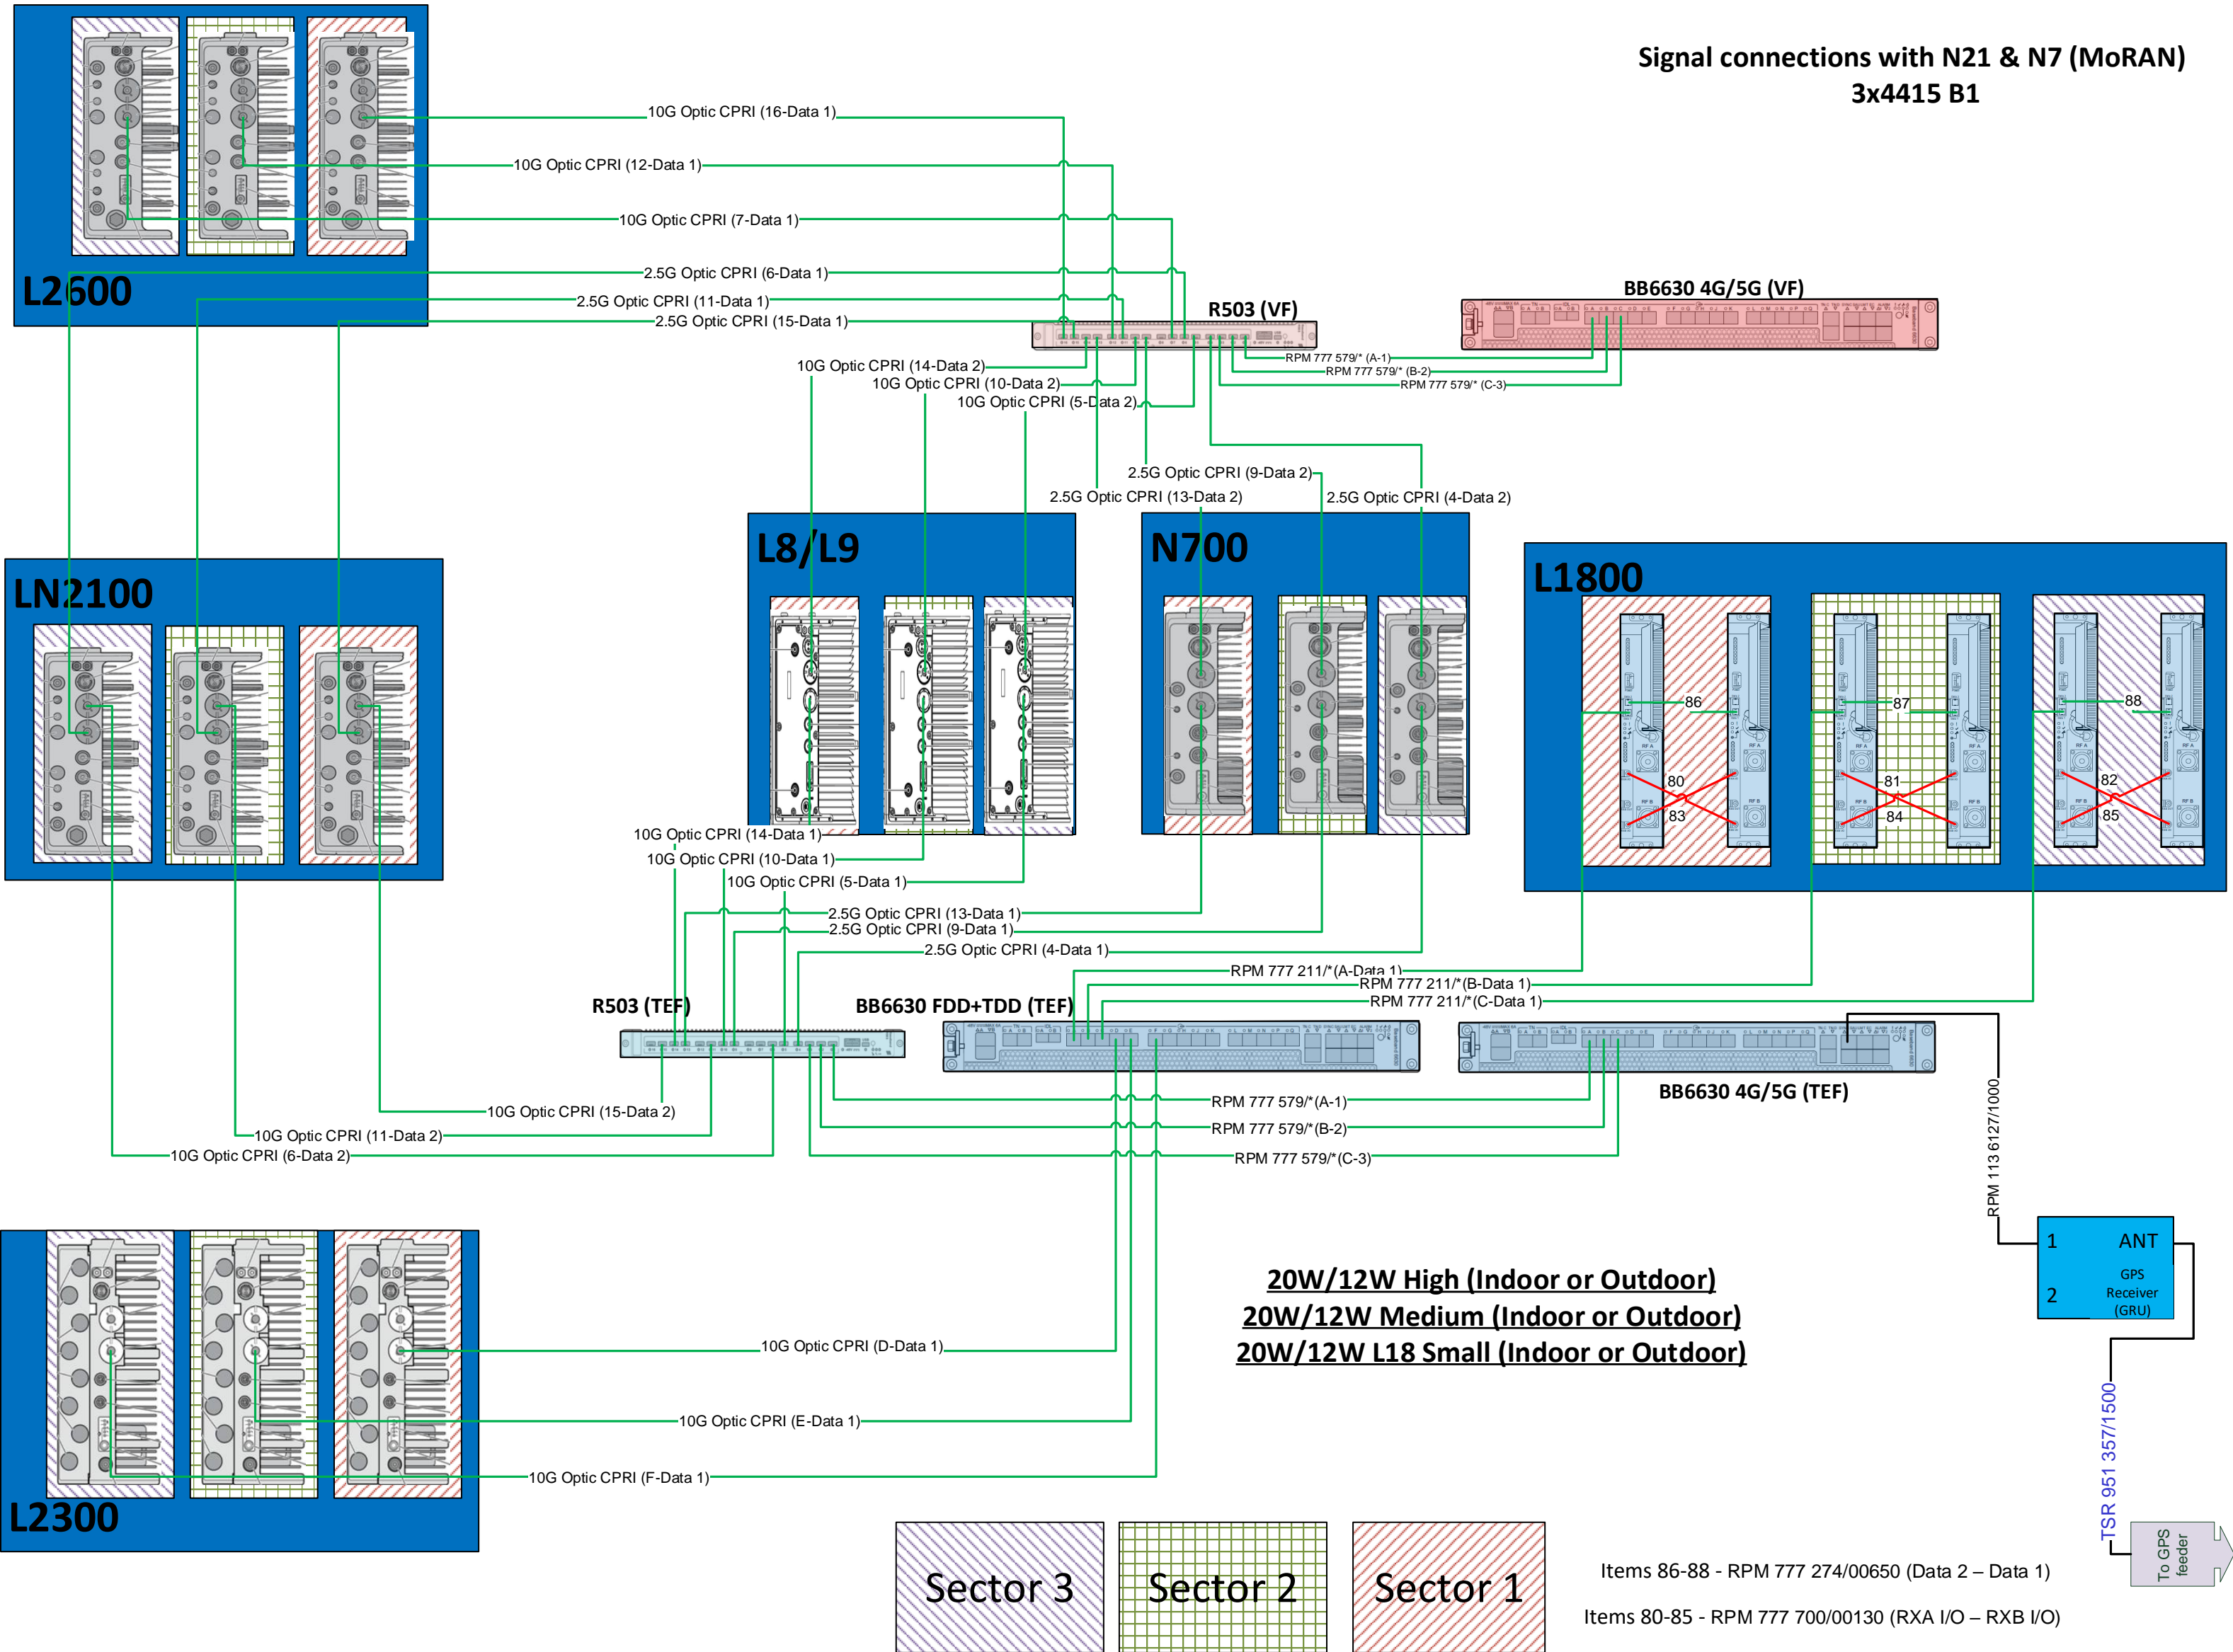 Signal connections with N21 & N7 (MoRAN)
3x4415 B1
10G Optic CPRI (16-Data 1)
10G Optic CPRI (12-Data 1)
10G Optic CPRI (7-Data 1)
L2600
2.5G Optic CPRI (6-Data 1)
2.5G Optic CPRI (11-Data 1)
2.5G Optic CPRI (15-Data 1)
R503 (VF)
BB6630 4G/5G (VF)
10G Optic CPRI (14-Data 2)
10G Optic CPRI (10-Data 2)
10G Optic CPRI (5-Data 2)
RPM 777 579/* (A-1)
RPM 777 579/* (B-2)
RPM 777 579/* (C-3)
2.5G Optic CPRI (9-Data 2)
2.5G Optic CPRI (13-Data 2)
2.5G Optic CPRI (4-Data 2)
LN2100
L8/L9
N700
L1800
86
87
88
RF A
RF A
RF A
RF A
RF A
RF A
80
81
82
RF B
RF B
RF B
RF B
RF B
RF B
83
84
85
10G Optic CPRI (14-Data 1)
10G Optic CPRI (10-Data 1)
10G Optic CPRI (5-Data 1)
2.5G Optic CPRI (13-Data 1)
2.5G Optic CPRI (9-Data 1)
2.5G Optic CPRI (4-Data 1)
RPM 777 211/*(A-Data 1)
RPM 777 211/*(B-Data 1)
RPM 777 211/*(C-Data 1)
R503 (TEF)
BB6630 FDD+TDD (TEF)
BB6630 4G/5G (TEF)
10G Optic CPRI (15-Data 2)
10G Optic CPRI (11-Data 2)
10G Optic CPRI (6-Data 2)
RPM 777 579/*(A-1)
RPM 777 579/*(B-2)
RPM 777 579/*(C-3)
RPM 113 6127/1000
1 ANT
2
GPS
Receiver
(GRU)
20W/12W High (Indoor or Outdoor)
20W/12W Medium (Indoor or Outdoor)
20W/12W L18 Small (Indoor or Outdoor)
10G Optic CPRI (D-Data 1)
10G Optic CPRI (E-Data 1)
10G Optic CPRI (F-Data 1)
L2300
TSR 951 357/1500
To GPS
feeder
Sector 3
Sector 2
Sector 1
Items 86-88 - RPM 777 274/00650 (Data 2 – Data 1)
Items 80-85 - RPM 777 700/00130 (RXA I/O – RXB I/O)